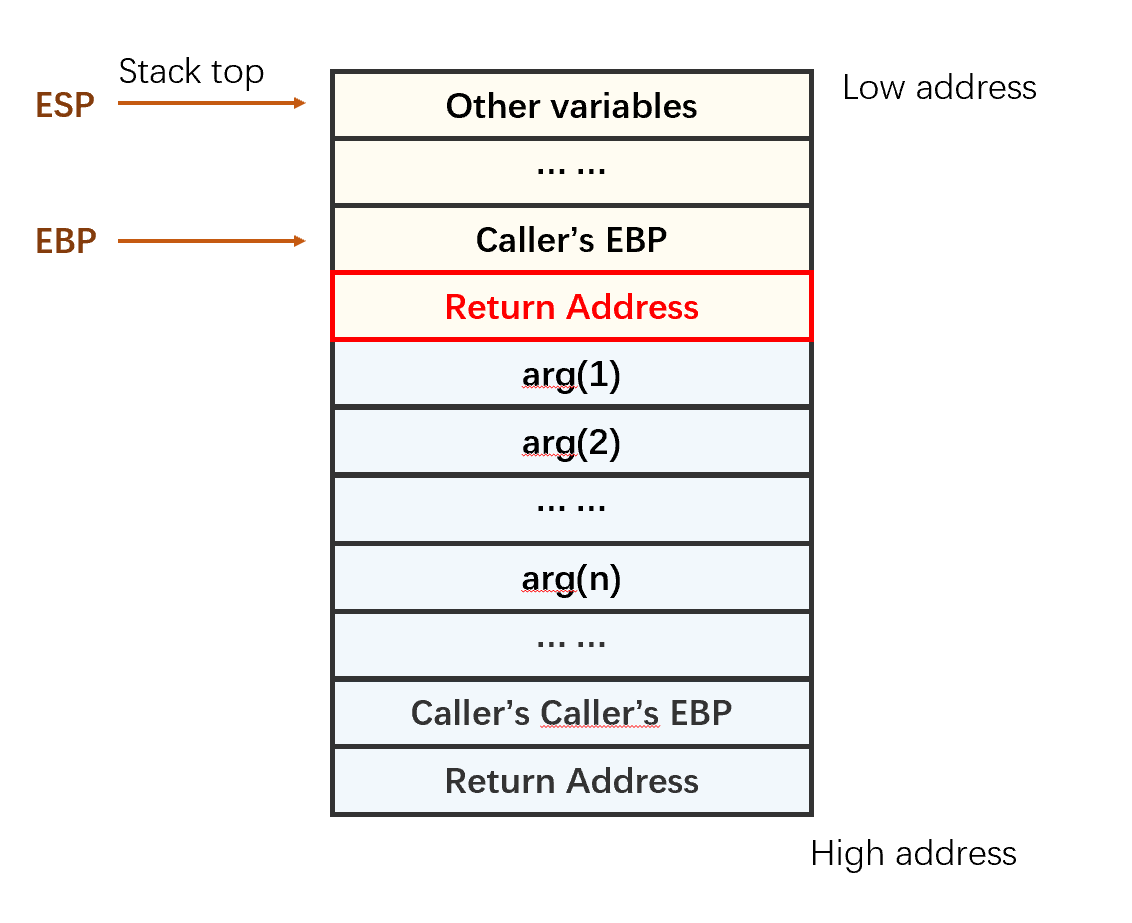 Stack top
Low address
ESP
Other variables
... ...
EBP
Caller’s EBP
Return Address
arg(1)
arg(2)
... ...
arg(n)
... ...
Caller’s Caller’s EBP
Return Address
High address